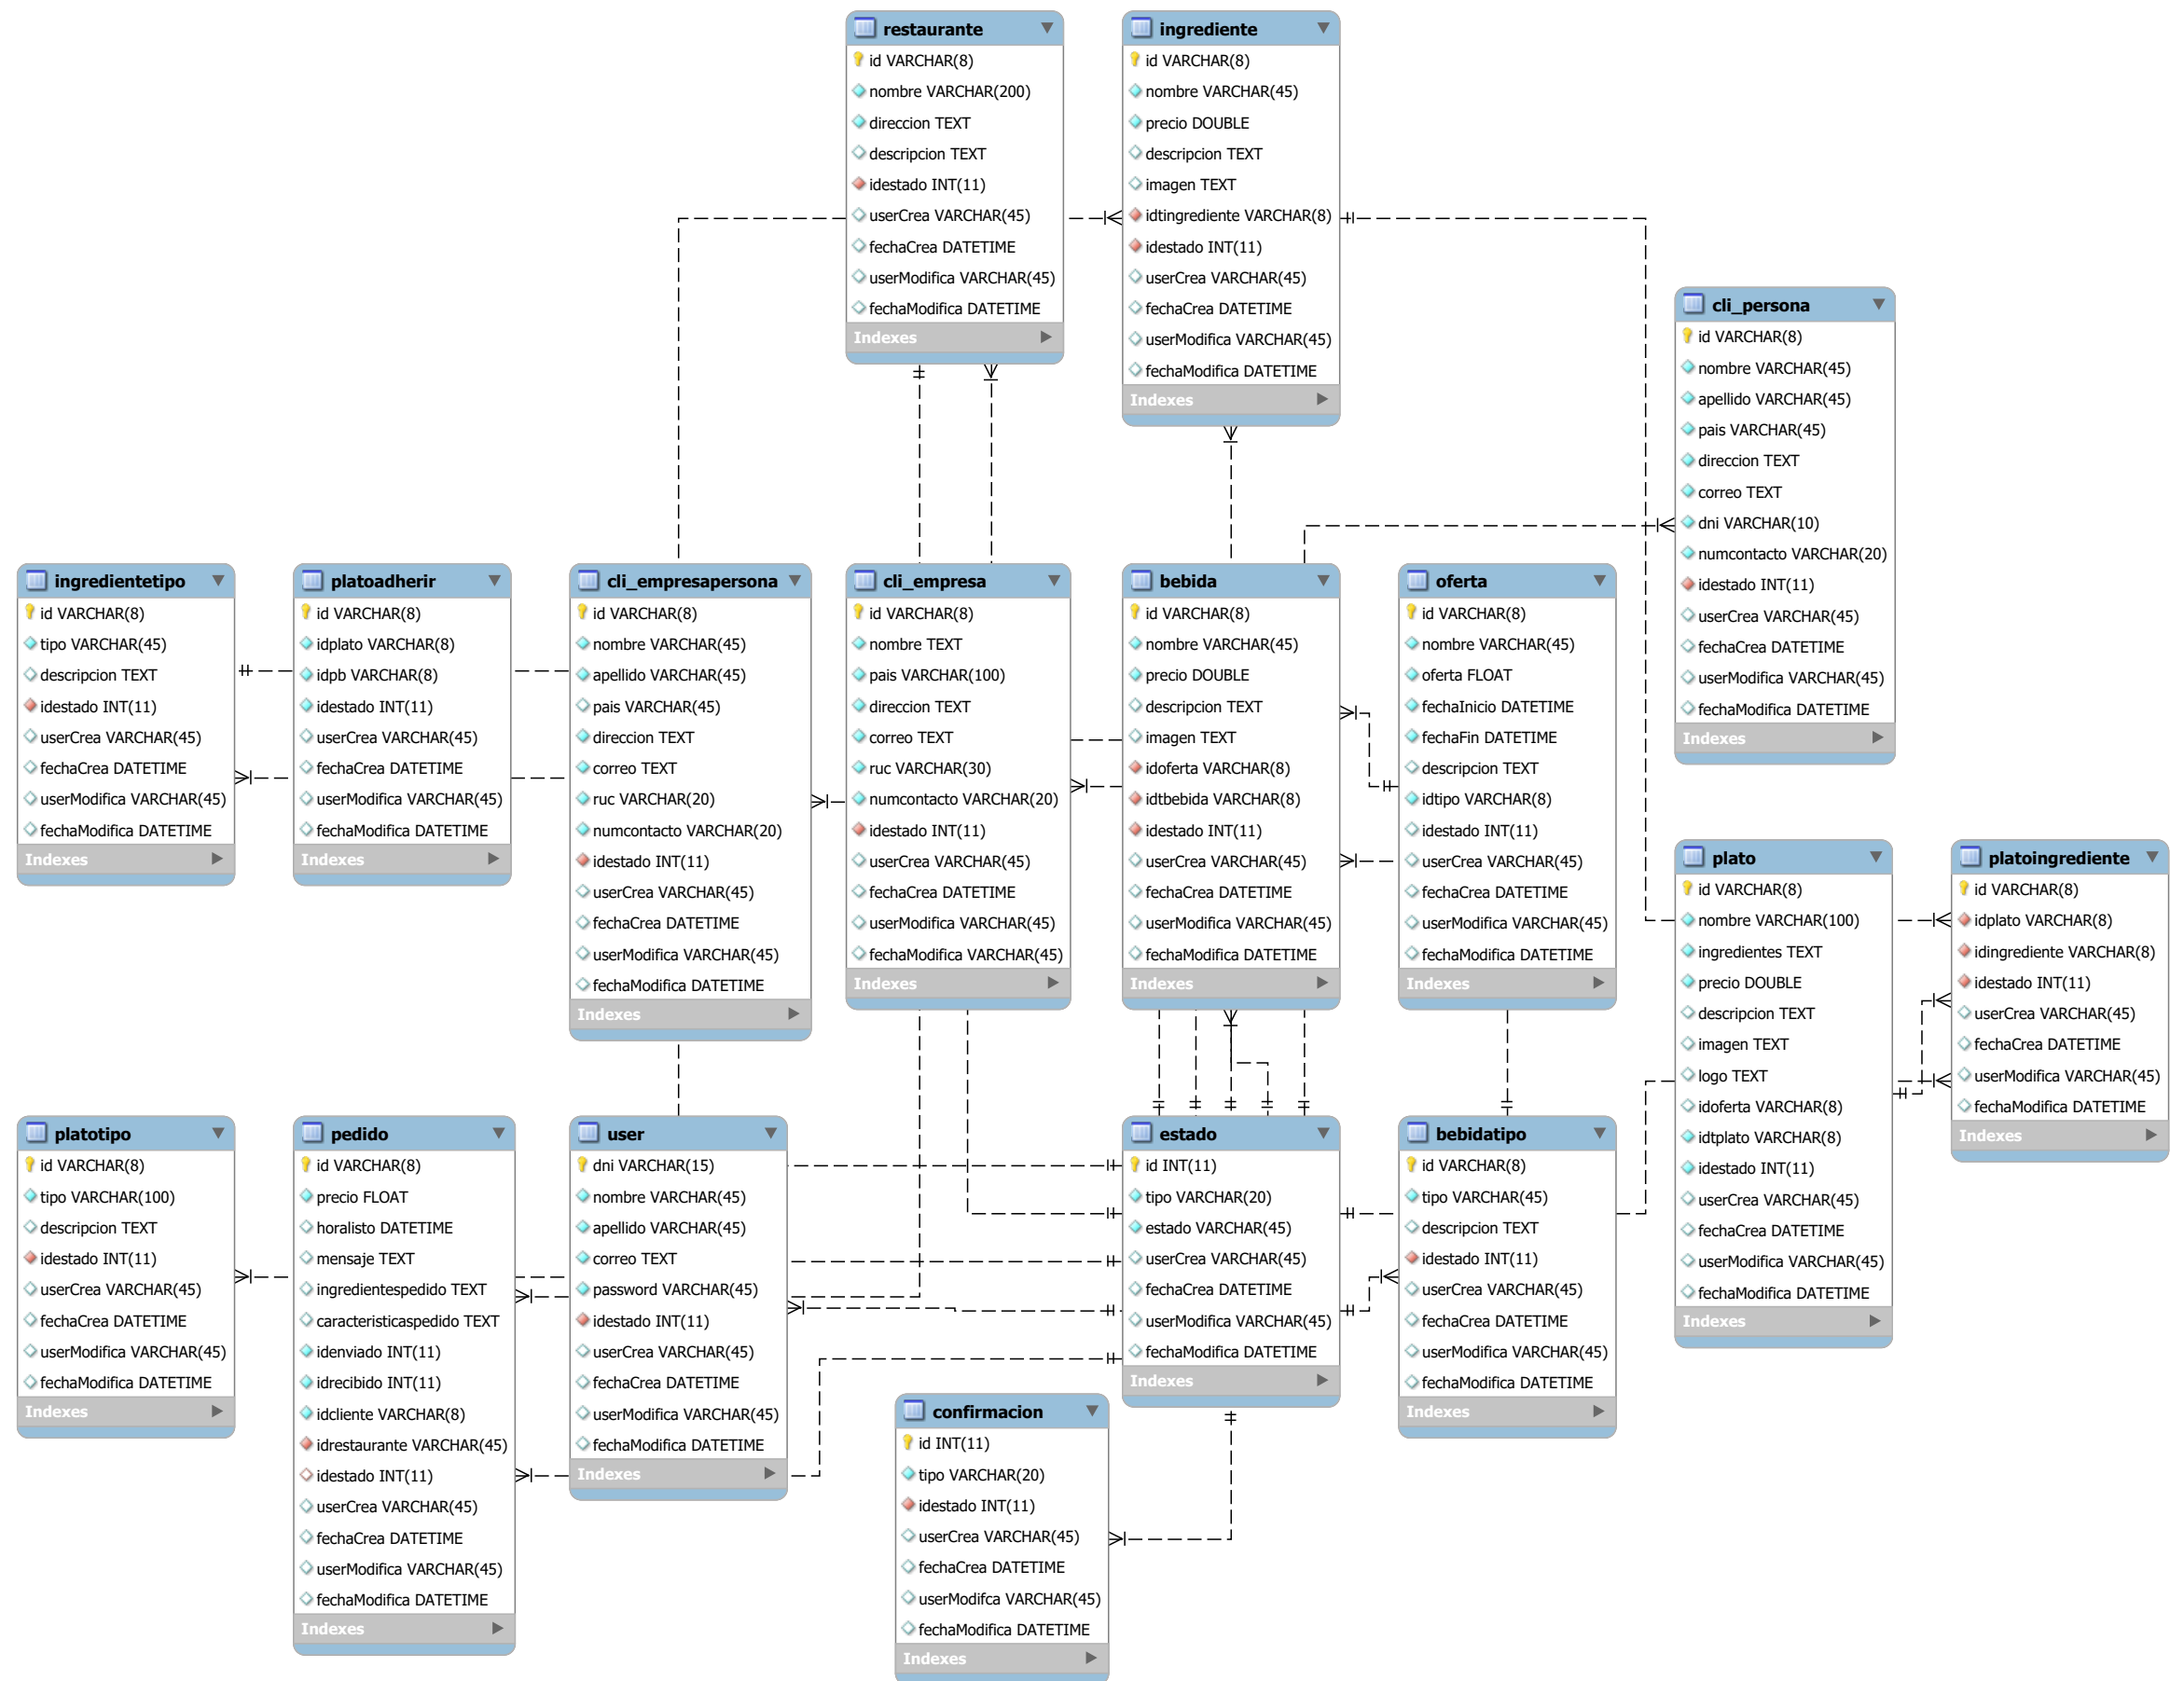 restaurante
id VARCHAR(8)
nombre VARCHAR(200)
direccion TEXT
descripcion TEXT
idestado INT(11)
userCrea VARCHAR(45)
fechaCrea DATETIME
userModifica VARCHAR(45)
fechaModifica DATETIME
Indexes
ingrediente
id VARCHAR(8)
nombre VARCHAR(45)
precio DOUBLE
descripcion TEXT
imagen TEXT
idtingrediente VARCHAR(8)
idestado INT(11)
userCrea VARCHAR(45)
fechaCrea DATETIME
userModifica VARCHAR(45)
fechaModifica DATETIME
Indexes
cli_persona
id VARCHAR(8)
nombre VARCHAR(45)
apellido VARCHAR(45)
pais VARCHAR(45)
direccion TEXT
correo TEXT
dni VARCHAR(10)
numcontacto VARCHAR(20)
idestado INT(11)
userCrea VARCHAR(45)
fechaCrea DATETIME
userModifica VARCHAR(45)
fechaModifica DATETIME
Indexes
ingredientetipo
id VARCHAR(8)
tipo VARCHAR(45)
descripcion TEXT
idestado INT(11)
userCrea VARCHAR(45)
fechaCrea DATETIME
userModifica VARCHAR(45)
fechaModifica DATETIME
Indexes
platoadherir
id VARCHAR(8)
idplato VARCHAR(8)
idpb VARCHAR(8)
idestado INT(11)
userCrea VARCHAR(45)
fechaCrea DATETIME
userModifica VARCHAR(45)
fechaModifica DATETIME
Indexes
cli_empresapersona
id VARCHAR(8)
nombre VARCHAR(45)
apellido VARCHAR(45)
pais VARCHAR(45)
direccion TEXT
correo TEXT
ruc VARCHAR(20)
numcontacto VARCHAR(20)
idestado INT(11)
userCrea VARCHAR(45)
fechaCrea DATETIME
userModifica VARCHAR(45)
fechaModifica DATETIME
Indexes
cli_empresa
id VARCHAR(8)
nombre TEXT
pais VARCHAR(100)
direccion TEXT
correo TEXT
ruc VARCHAR(30)
numcontacto VARCHAR(20)
idestado INT(11)
userCrea VARCHAR(45)
fechaCrea DATETIME
userModifica VARCHAR(45)
fechaModifica VARCHAR(45)
Indexes
bebida
id VARCHAR(8)
nombre VARCHAR(45)
precio DOUBLE
descripcion TEXT
imagen TEXT
idoferta VARCHAR(8)
idtbebida VARCHAR(8)
idestado INT(11)
userCrea VARCHAR(45)
fechaCrea DATETIME
userModifica VARCHAR(45)
fechaModifica DATETIME
Indexes
oferta
id VARCHAR(8)
nombre VARCHAR(45)
oferta FLOAT
fechaInicio DATETIME
fechaFin DATETIME
descripcion TEXT
idtipo VARCHAR(8)
idestado INT(11)
userCrea VARCHAR(45)
fechaCrea DATETIME
userModifica VARCHAR(45)
fechaModifica DATETIME
Indexes
plato
id VARCHAR(8)
nombre VARCHAR(100)
ingredientes TEXT
precio DOUBLE
descripcion TEXT
imagen TEXT
logo TEXT
idoferta VARCHAR(8)
idtplato VARCHAR(8)
idestado INT(11)
userCrea VARCHAR(45)
fechaCrea DATETIME
userModifica VARCHAR(45)
fechaModifica DATETIME
Indexes
platoingrediente
id VARCHAR(8)
idplato VARCHAR(8)
idingrediente VARCHAR(8)
idestado INT(11)
userCrea VARCHAR(45)
fechaCrea DATETIME
userModifica VARCHAR(45)
fechaModifica DATETIME
Indexes
platotipo
id VARCHAR(8)
tipo VARCHAR(100)
descripcion TEXT
idestado INT(11)
userCrea VARCHAR(45)
fechaCrea DATETIME
userModifica VARCHAR(45)
fechaModifica DATETIME
Indexes
pedido
id VARCHAR(8)
precio FLOAT
horalisto DATETIME
mensaje TEXT
ingredientespedido TEXT
caracteristicaspedido TEXT
idenviado INT(11)
idrecibido INT(11)
idcliente VARCHAR(8)
idrestaurante VARCHAR(45)
idestado INT(11)
userCrea VARCHAR(45)
fechaCrea DATETIME
userModifica VARCHAR(45)
fechaModifica DATETIME
Indexes
user
dni VARCHAR(15)
nombre VARCHAR(45)
apellido VARCHAR(45)
correo TEXT
password VARCHAR(45)
idestado INT(11)
userCrea VARCHAR(45)
fechaCrea DATETIME
userModifica VARCHAR(45)
fechaModifica DATETIME
Indexes
estado
id INT(11)
tipo VARCHAR(20)
estado VARCHAR(45)
userCrea VARCHAR(45)
fechaCrea DATETIME
userModifica VARCHAR(45)
fechaModifica DATETIME
Indexes
bebidatipo
id VARCHAR(8)
tipo VARCHAR(45)
descripcion TEXT
idestado INT(11)
userCrea VARCHAR(45)
fechaCrea DATETIME
userModifica VARCHAR(45)
fechaModifica DATETIME
Indexes
confirmacion
id INT(11)
tipo VARCHAR(20)
idestado INT(11)
userCrea VARCHAR(45)
fechaCrea DATETIME
userModifca VARCHAR(45)
fechaModifica DATETIME
Indexes